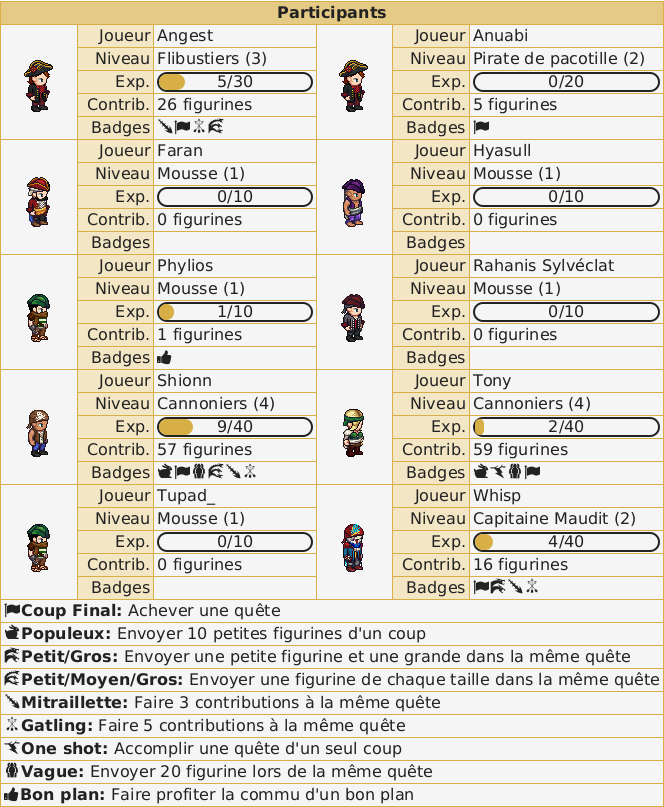 Participants
Joueur Angest
Niveau Flibustiers (3)
Exp. 5/30
Contrib. 26 figurines
Badges
Joueur Anuabi
Niveau Pirate de pacotille (2)
Exp. 0/20
Contrib. 5 figurines
Badges
Joueur Faran
Niveau Mousse (1)
Exp. 0/10
Contrib. 0 figurines
Badges
Joueur Hyasull
Niveau Mousse (1)
Exp. 0/10
Contrib. 0 figurines
Badges
Joueur Phylios
Niveau Mousse (1)
Exp. 1/10
Contrib. 1 figurines
Badges
Joueur Rahanis Sylvéclat
Niveau Mousse (1)
Exp. 0/10
Contrib. 0 figurines
Badges
Joueur Shionn
Niveau Cannoniers (4)
Exp. 9/40
Contrib. 57 figurines
Badges
Joueur Tony
Niveau Cannoniers (4)
Exp. 2/40
Contrib. 59 figurines
Badges
Joueur Tupad_
Niveau Mousse (1)
Exp. 0/10
Contrib. 0 figurines
Badges
Joueur Whisp
Niveau Capitaine Maudit (2)
Exp. 4/40
Contrib. 16 figurines
Badges
Coup Final: Achever une quête
Populeux: Envoyer 10 petites figurines d'un coup
Petit/Gros: Envoyer une petite figurine et une grande dans la même quête
Petit/Moyen/Gros: Envoyer une figurine de chaque taille dans la même quête
Mitraillette: Faire 3 contributions à la même quête
Gatling: Faire 5 contributions à la même quête
One shot: Accomplir une quête d'un seul coup
Vague: Envoyer 20 figurine lors de la même quête
Bon plan: Faire profiter la commu d'un bon plan